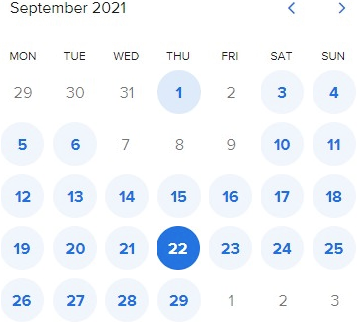 September 2021
MON TUE WED THU FRI SAT SUN
29 30 31 1 2 3 4
5 6 7 8 9 10 11
12 13 14 15 16 17 18
19 20 21 22 23 24 25
26 27 28 29 1 2 3